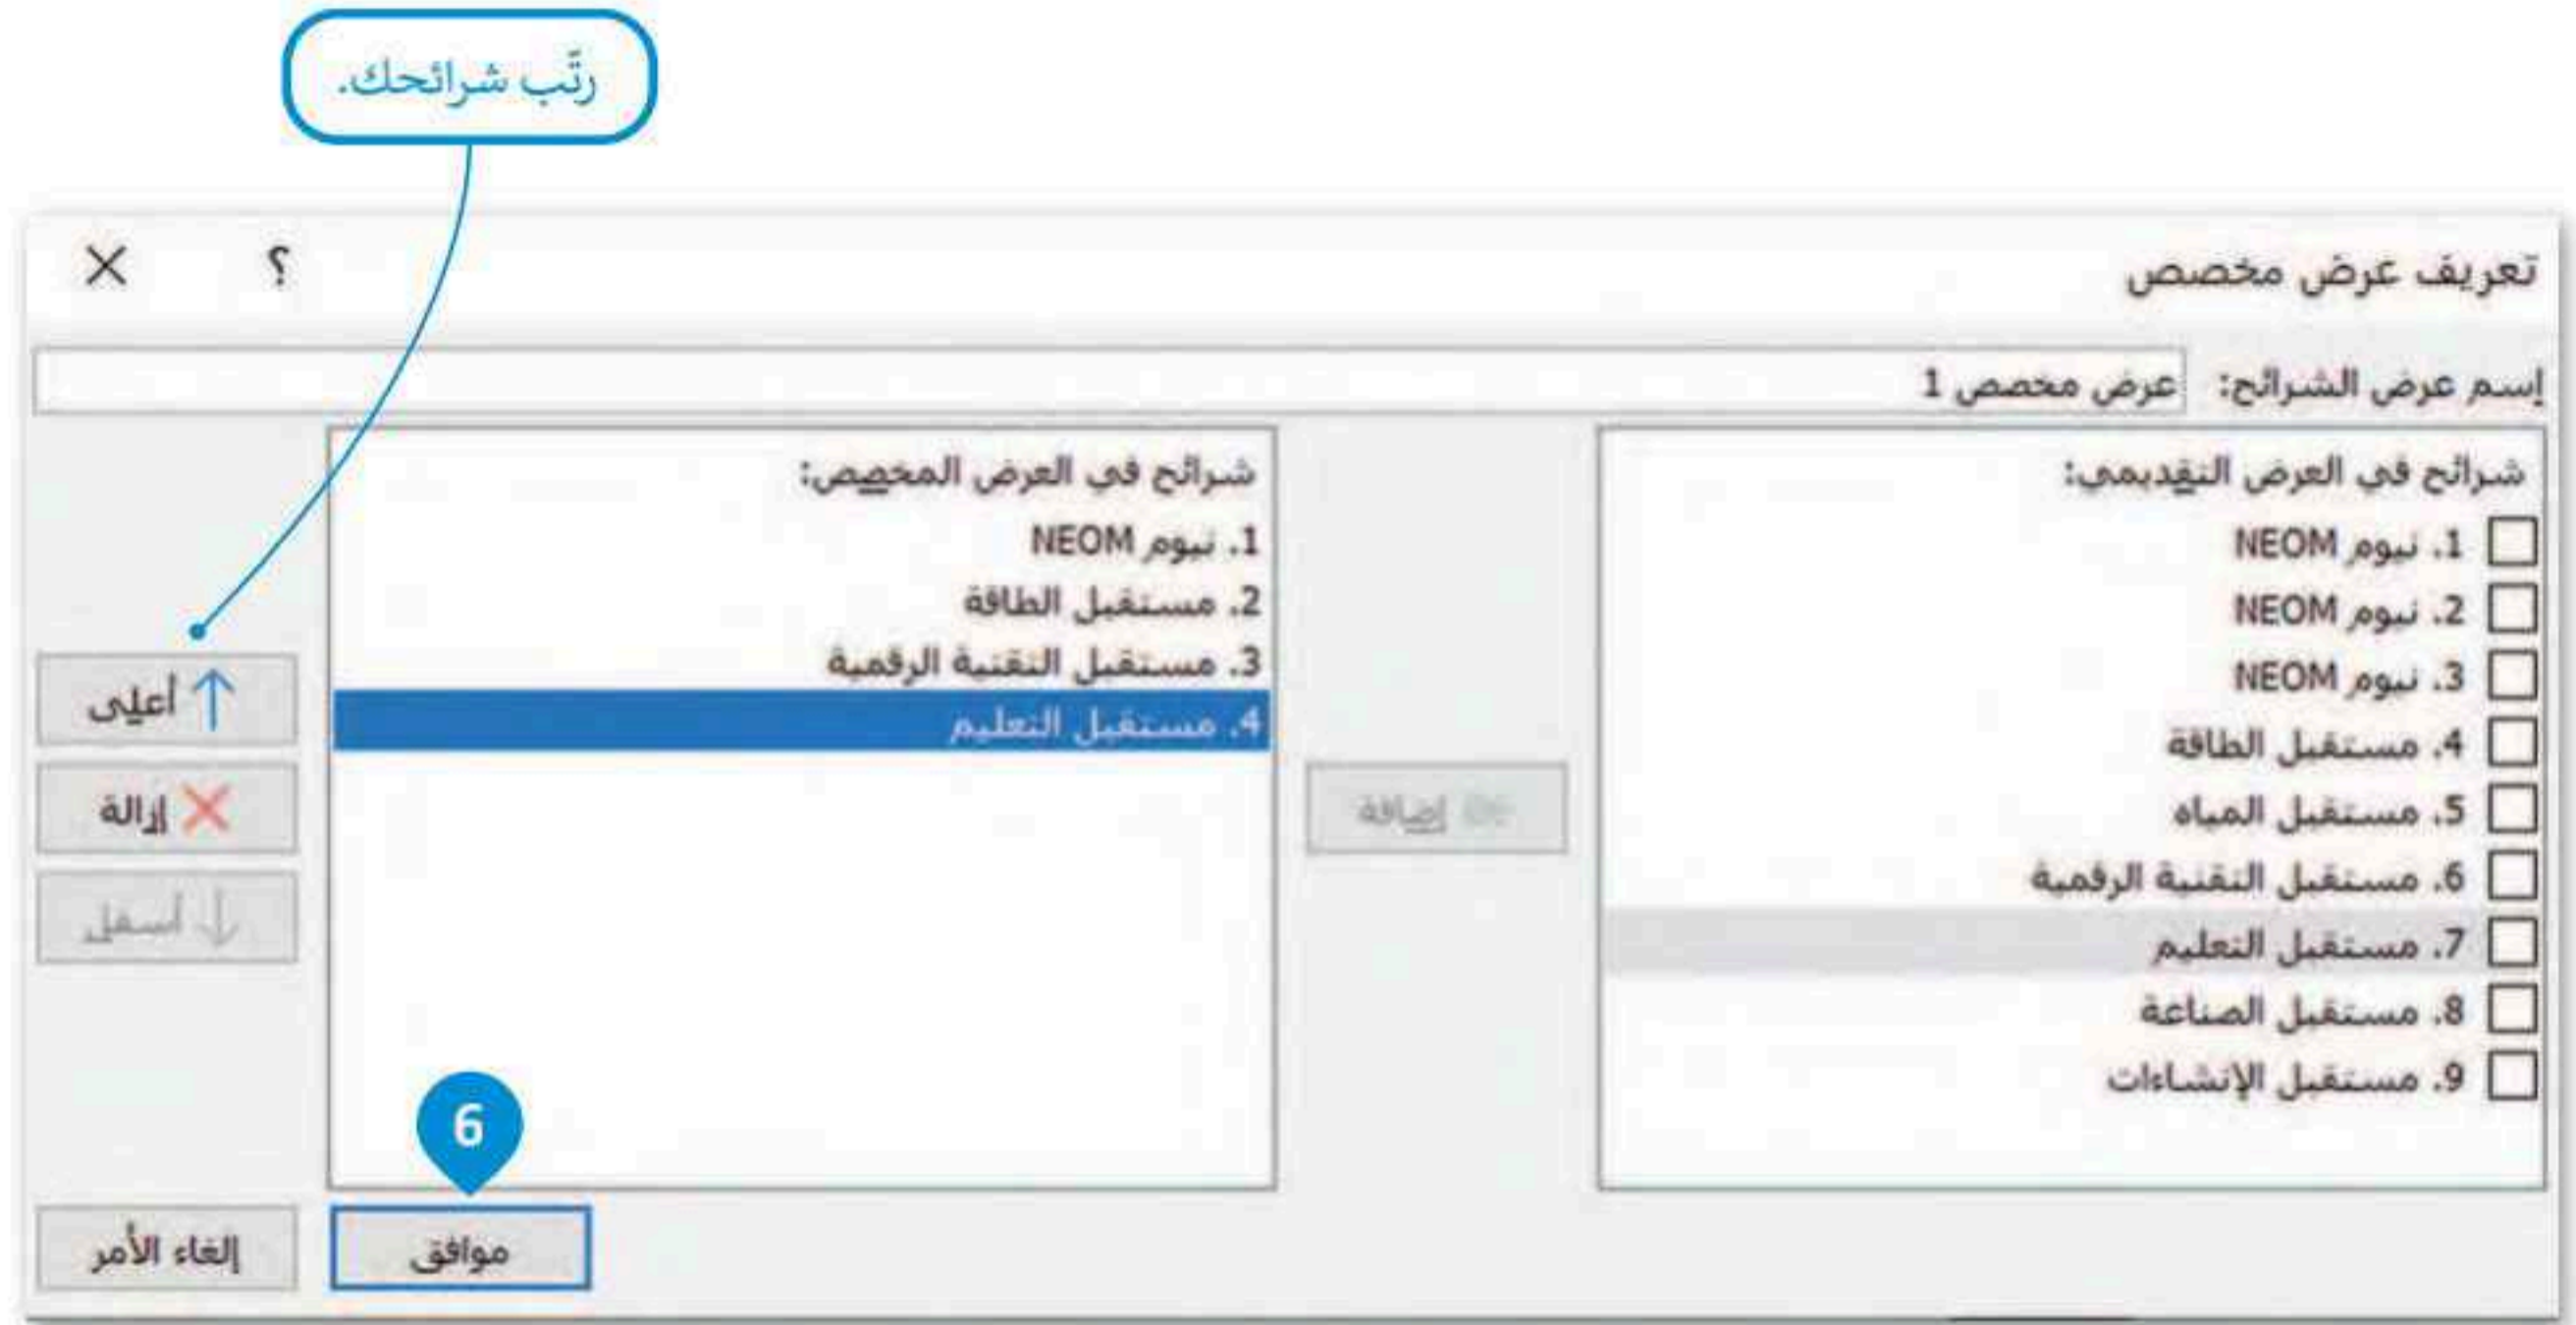 رتّب شرائحك.
تعريف عرض مخصص
؟
إسم عرض الشرائح: عرض مخصص 1
شرائح في العرض التقديمي:
1. نيوم NEOM
2. نيوم NEOM
3. نيوم NEOM
4. مستقبل الطاقة
5. مستقبل المياه
6. مستقبل التقنية الرقمية
7. مستقبل التعليم
8. مستقبل الصناعة
9. مستقبل الإنشاءات
إضافة
شرائح في العرض المخصص:
1. نيوم NEOM
2. مستقبل الطاقة
3. مستقبل التقنية الرقمية
4. مستقبل التعليم
أعلى
إزالة
أسفل
6
موافق
إلغاء الأمر